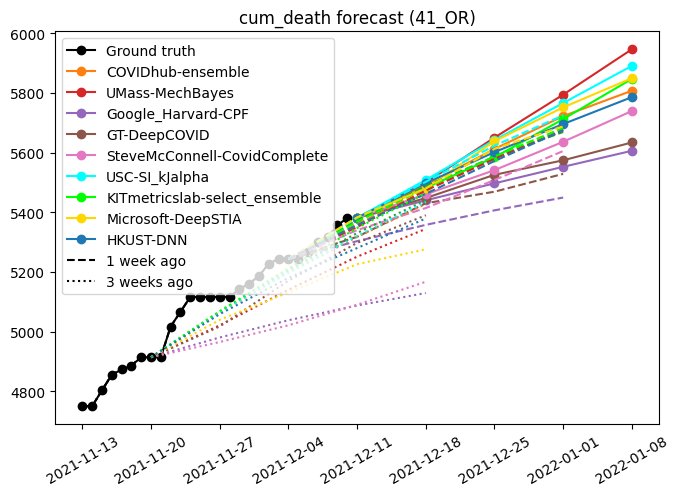 cum_death forecast (41_OR)
6000
5800
5600
5400
5200
5000
4800
Ground truth
COVIDhub-ensemble
UMass-MechBayes
Google_Harvard-CPF
GT-DeepCOVID
SteveMcConnell-CovidComplete
USC-SI_kJalpha
KITmetricslab-select_ensemble
Microsoft-DeepSTIA
HKUST-DNN
1 week ago
3 weeks ago
2021-11-13
2021-11-20
2021-11-27
2021-12-04
2021-12-11
2021-12-18
2021-12-25
2022-01-01
2022-01-08